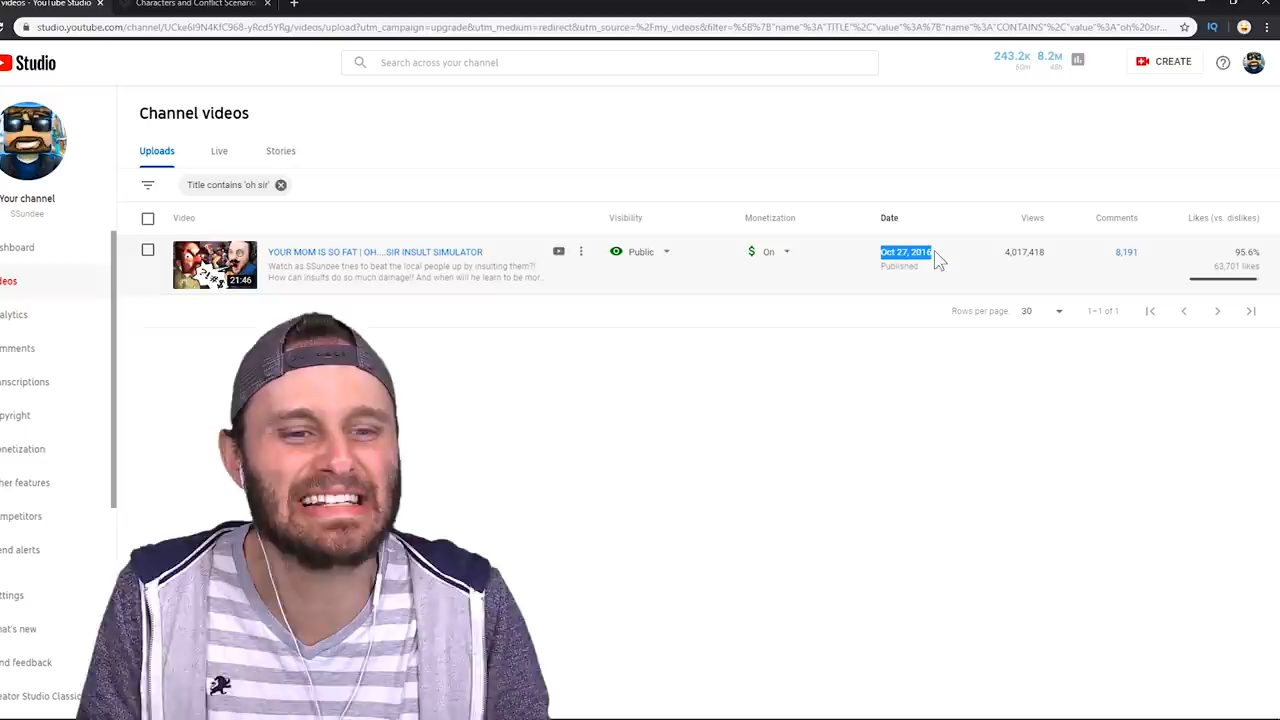 videos - YouTube Studio
Characters and Conflict Scenario
studio.youtube.com/channel/UCke6I9N4KfC968-yRcd5YRg/videos/upload?utm_campaign=upgrade&utm_medium=redirect&utm_source=%2Fmy_videos&filter=%5B%7B"name"%3A"TITLE"%2C"value"%3A%7B"name"%3A"CONTAINS"%2C"value"%3A"oh%20sir...
Studio
Search across your comment
243.2K 8.2M
60m 48h
CREATE
Channel videos
Uploads Live Stories
Title contains 'oh sir'
Your channel
SSundee
Video Visibility Monetization Date Views Comments Likes (vs. dislikes)
YOUR MOM IS SO FAT | OH....SIR INSULT SIMULATOR
Public
$ On
Oct 27, 2016
Published
4,017,418
8,191
95.6%
63,701 likes
21:46
Watch as SSundee tries to beat the local people up by insulting them?!
How can insults do so much damage!! And when will he learn to be mor...
Rows per page: 30 1–1 of 1
shboard
deos
alytics
mments
anscriptions
pyright
onetization
her features
mpetitors
end alerts
ttings
hat's new
nd feedback
eator Studio Classic